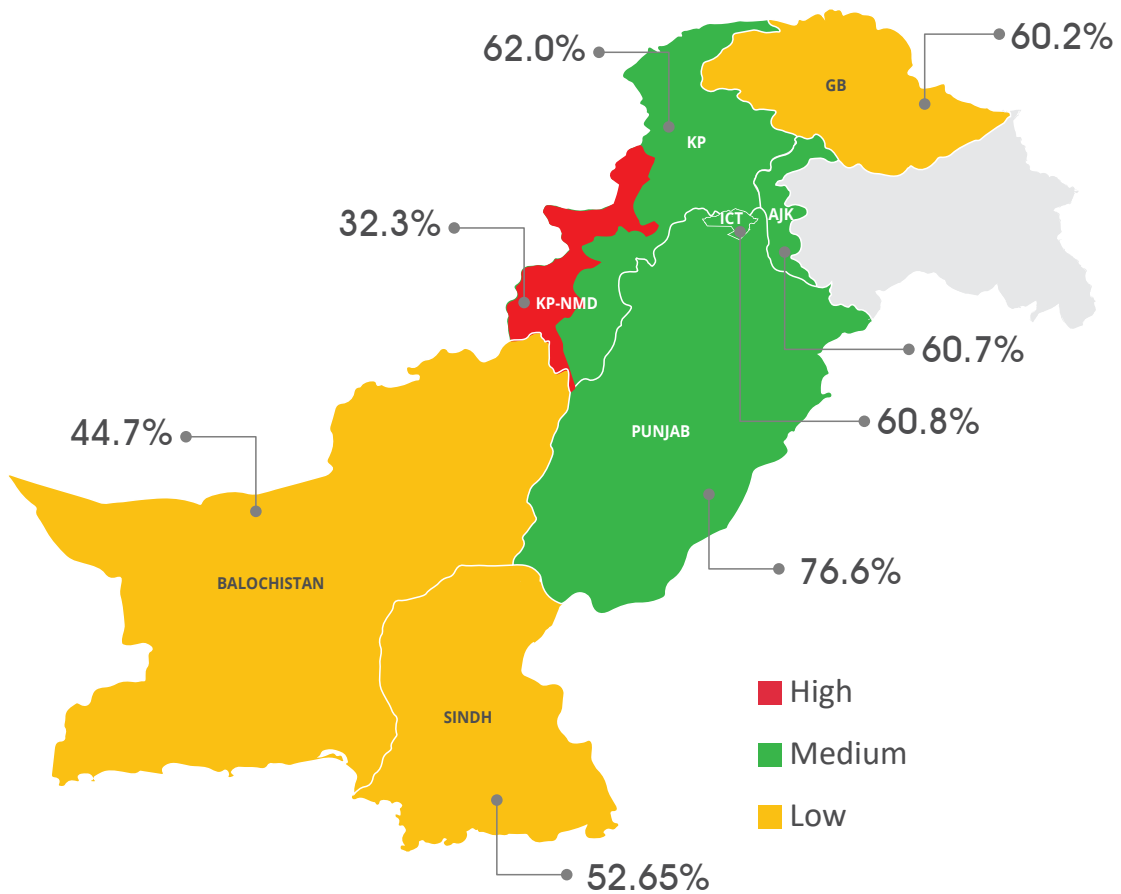 62.0%
60.2%
GB
KP
32.3%
ICT
AJK
KP-NMD
60.7%
60.8%
44.7%
PUNJAB
76.6%
BALOCHISTAN
High
SINDH
Medium
Low
52.65%